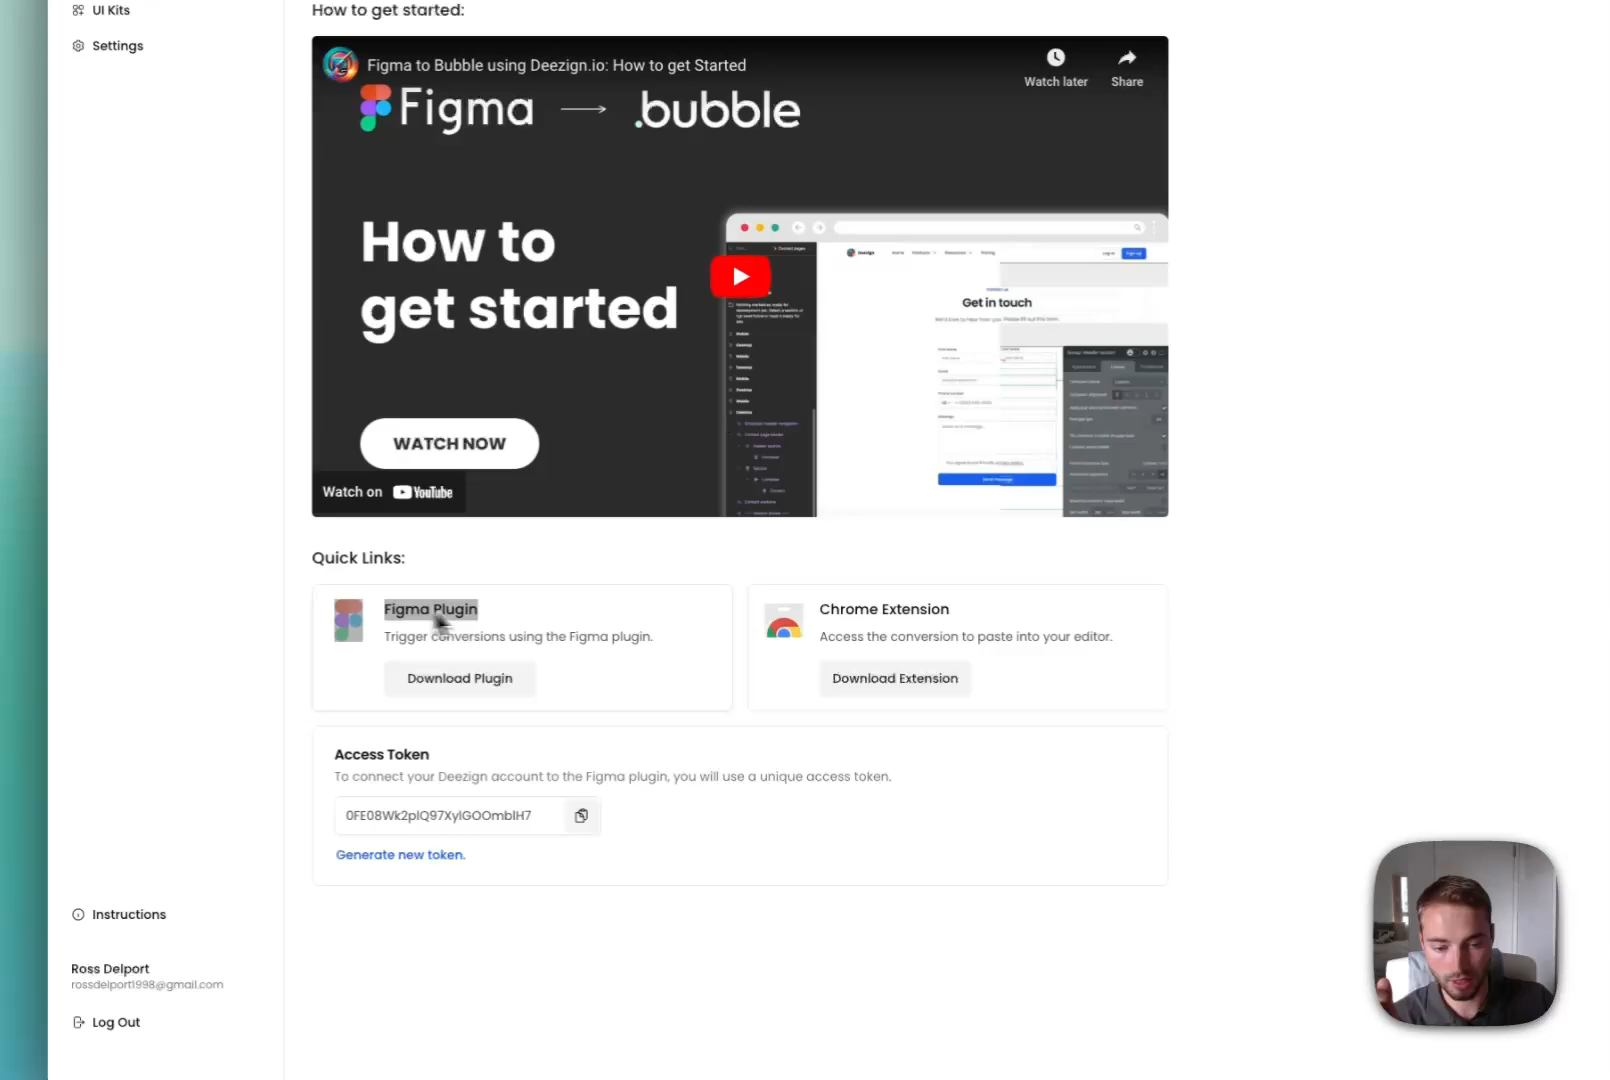 UI Kits
Settings
How to get started:
Figma to Bubble using Deezign.io: How to get Started
Watch later
Share
Figma
.bubble
How to
get started
WATCH NOW
Watch on YouTube
Deezign
Get in touch
Quick Links:
Figma Plugin
Trigger conversions using the Figma plugin.
Download Plugin
Chrome Extension
Access the conversion to paste into your editor.
Download Extension
Access Token
To connect your Deezign account to the Figma plugin, you will use a unique access token.
0FE08Wk2plQ97XylGOOmblH7
Generate new token.
Instructions
Ross Delport
rossdelport1998@gmail.com
Log Out